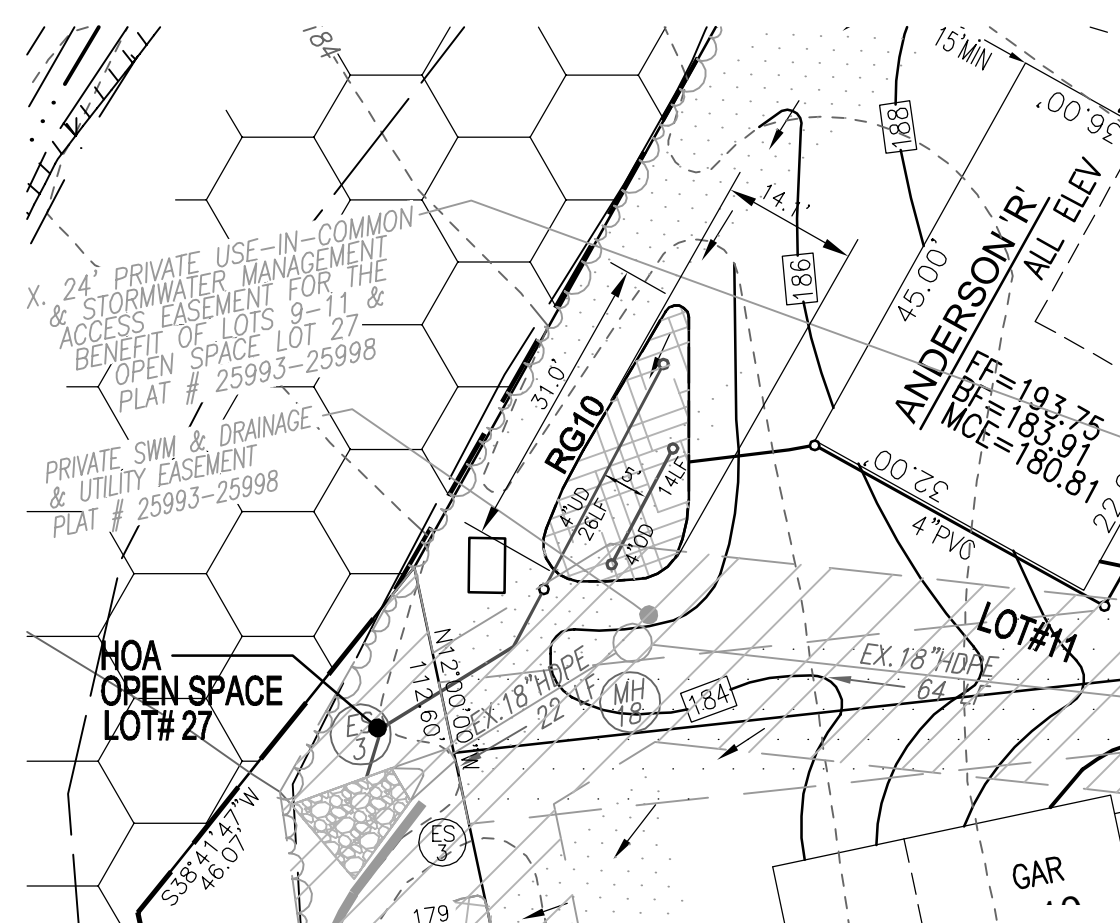 184
15'MIN
36.00'
188
14.1'
ANDERSON 'R'
ALL ELEV
186
45.00'
X. 24' PRIVATE USE-IN-COMMON
& STORMWATER MANAGEMENT
ACCESS EASEMENT FOR THE
BENEFIT OF LOTS 9-11 &
OPEN SPACE LOT 27
PLAT # 25993-25998
31.0'
RG10
FF=193.75
BF=183.91
MCE=180.81
PRIVATE SWM & DRAINAGE
& UTILITY EASEMENT
PLAT # 25993-25998
32.00'
4"PVC
5'
14LF
4"UD
26LF
4"OD
LOT#11
HOA
OPEN SPACE
LOT# 27
N12°00'00"W
112.60'
EX.18"HDPE
22 LF
EX.18"HDPE
64 LF
MH
18
184
ES
3
S38°41'47"W
46.07'
ES
3
179
GAR